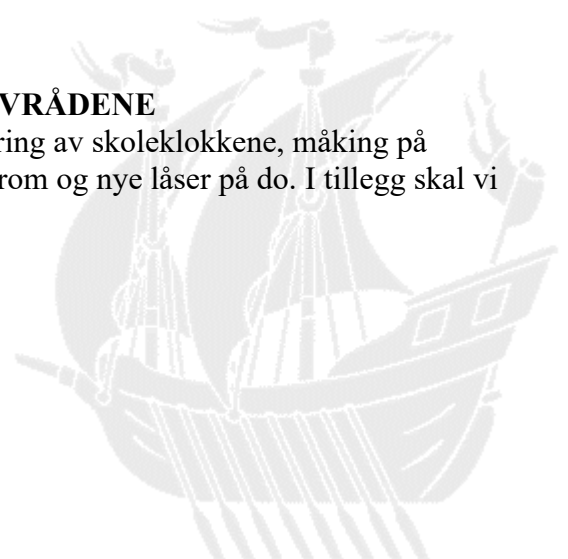 VRÅDENE
ring av skoleklokkene, måking på
rom og nye låser på do. I tillegg skal vi